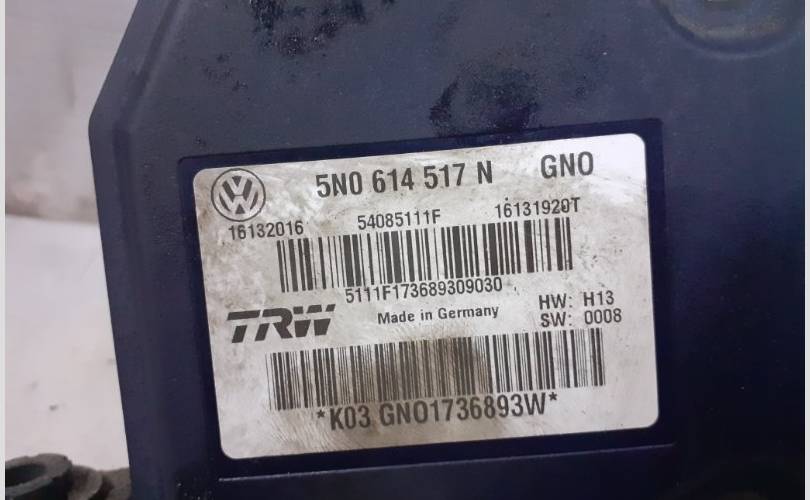 5N0 614 517 N GNO
16132016 54085111F 16131920T
5111F173689309030
TRW Made in Germany HW: H13
SW: 0008
*K03 GNO1736893W*